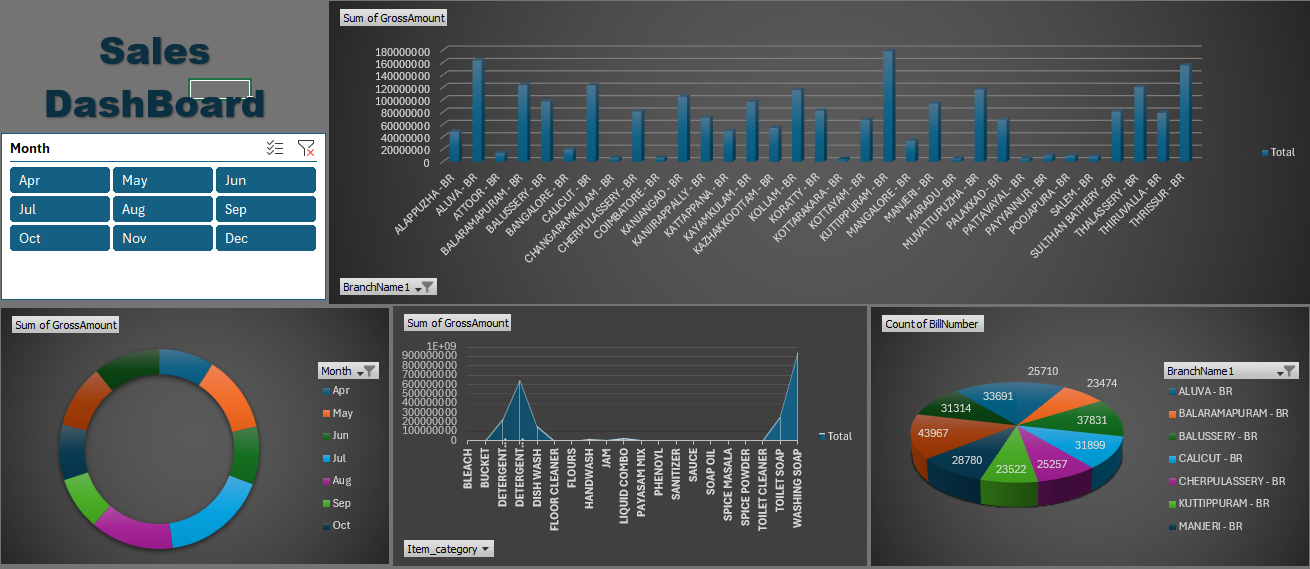 Sales
DashBoard
Month
Apr
May
Jun
Jul
Aug
Sep
Oct
Nov
Dec
Sum of GrossAmount
180000000
160000000
140000000
120000000
100000000
80000000
60000000
40000000
20000000
0
ALAPPUZHA - BR
ALUVA - BR
ATTOOR - BR
BALARAMAPURAM - BR
BALUSSERY - BR
BANGALORE - BR
CALICUT - BR
CHANGARAMKULAM - BR
CHERPULASSERY - BR
COIMBATORE - BR
KANJANGAD - BR
KANJIRAPPALLY - BR
KATTAPPANA - BR
KAYAMKULAM - BR
KAZHAKKOOTTAM - BR
KOLLAM - BR
KORATTY - BR
KOTTARAKARA - BR
KOTTAYAM - BR
KUTTIPPURAM - BR
MANGALORE - BR
MANJERI - BR
MARADU - BR
MUVATTUPUZHA - BR
PALAKKAD - BR
PATTAVAYAL - BR
PAYYANNUR - BR
POOJAPURA - BR
SALEM - BR
SULTHAN BATHERY - BR
THALASSERY - BR
THIRUVALLA - BR
THRISSUR - BR
Total
BranchName1
Sum of GrossAmount
Month
Apr
May
Jun
Jul
Aug
Sep
Oct
Sum of GrossAmount
1E+09
900000000
800000000
700000000
600000000
500000000
400000000
300000000
200000000
100000000
0
BLEACH
BUCKET
DETERGENT…
DETERGENT…
DISH WASH
FLOOR CLEANER
FLOURS
HANDWASH
JAM
LIQUID COMBO
PAYASAM MIX
PHENOYL
SANITIZER
SAUCE
SOAP OIL
SPICE MASALA
SPICE POWDER
TOILET CLEANER
TOILET SOAP
WASHING SOAP
Total
Item_category
Count of BillNumber
25710
23474
33691
37831
31314
31899
43967
25257
28780
23522
BranchName1
ALUVA - BR
BALARAMAPURAM - BR
BALUSSERY - BR
CALICUT - BR
CHERPULASSERY - BR
KUTTIPPURAM - BR
MANJERI - BR